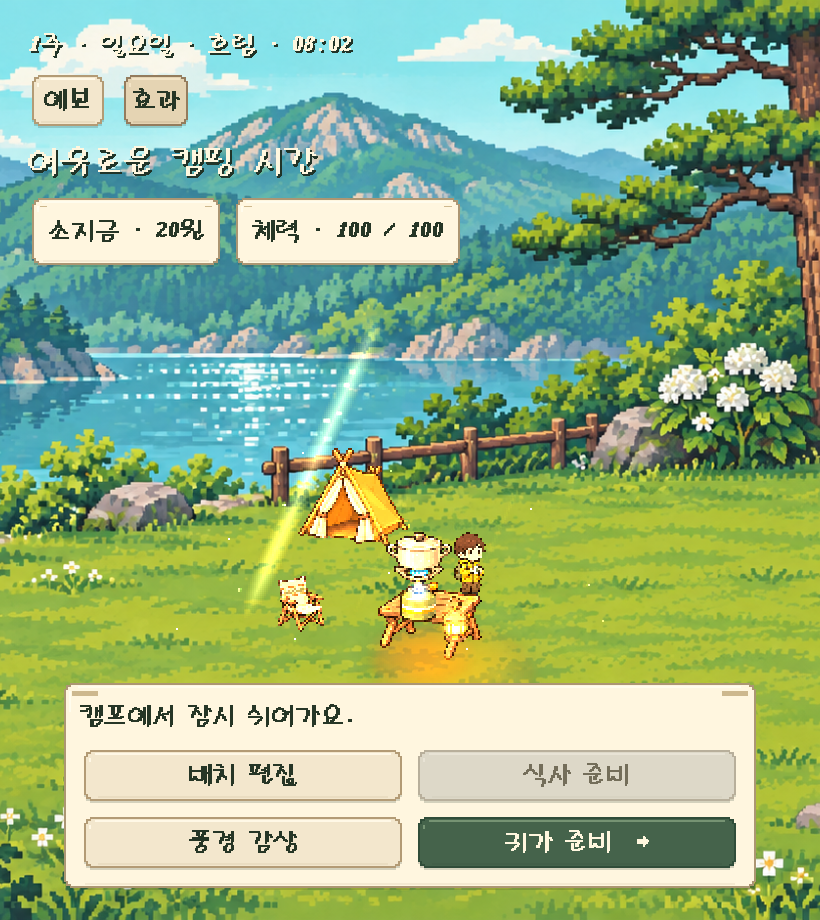 1주 · 일요일 · 흐림 · 08:02
예보 효과
여유로운 캠핑 시간
소지금 · 20원 체력 · 100 / 100
캠프에서 잠시 쉬어가요.
배치 편집 식사 준비
풍경 감상 귀가 준비 →